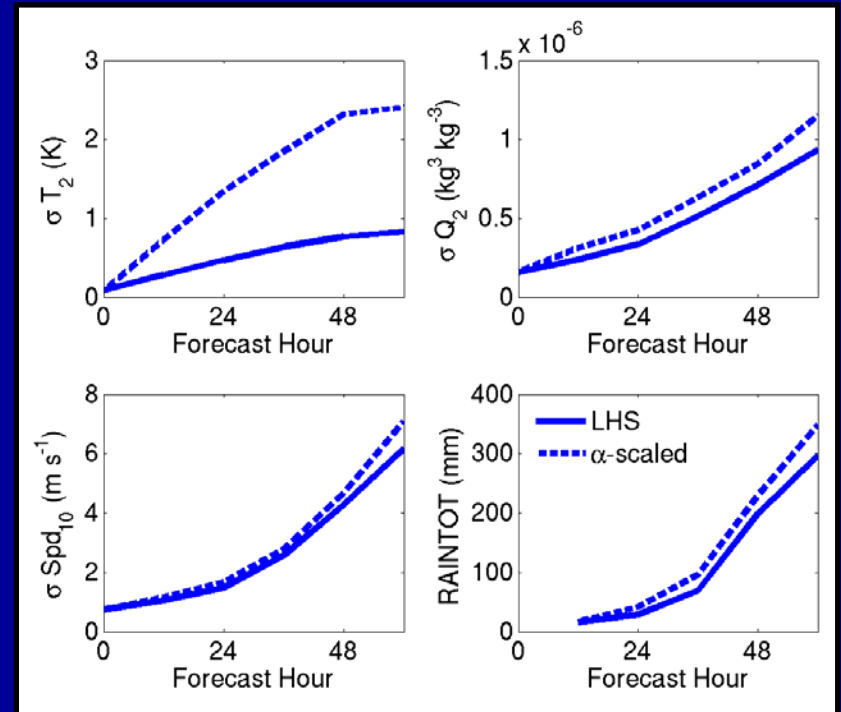 3
2
1
0
σ T₂ (K)
0 24 48
Forecast Hour
x 10⁻⁶
1.5
1
0.5
0
σ Q₂ (kg³ kg⁻³)
0 24 48
Forecast Hour
8
6
4
2
0
σ Spd₁₀ (m s⁻¹)
0 24 48
Forecast Hour
400
300
200
100
0
RAINTOT (mm)
LHS
α-scaled
0 24 48
Forecast Hour